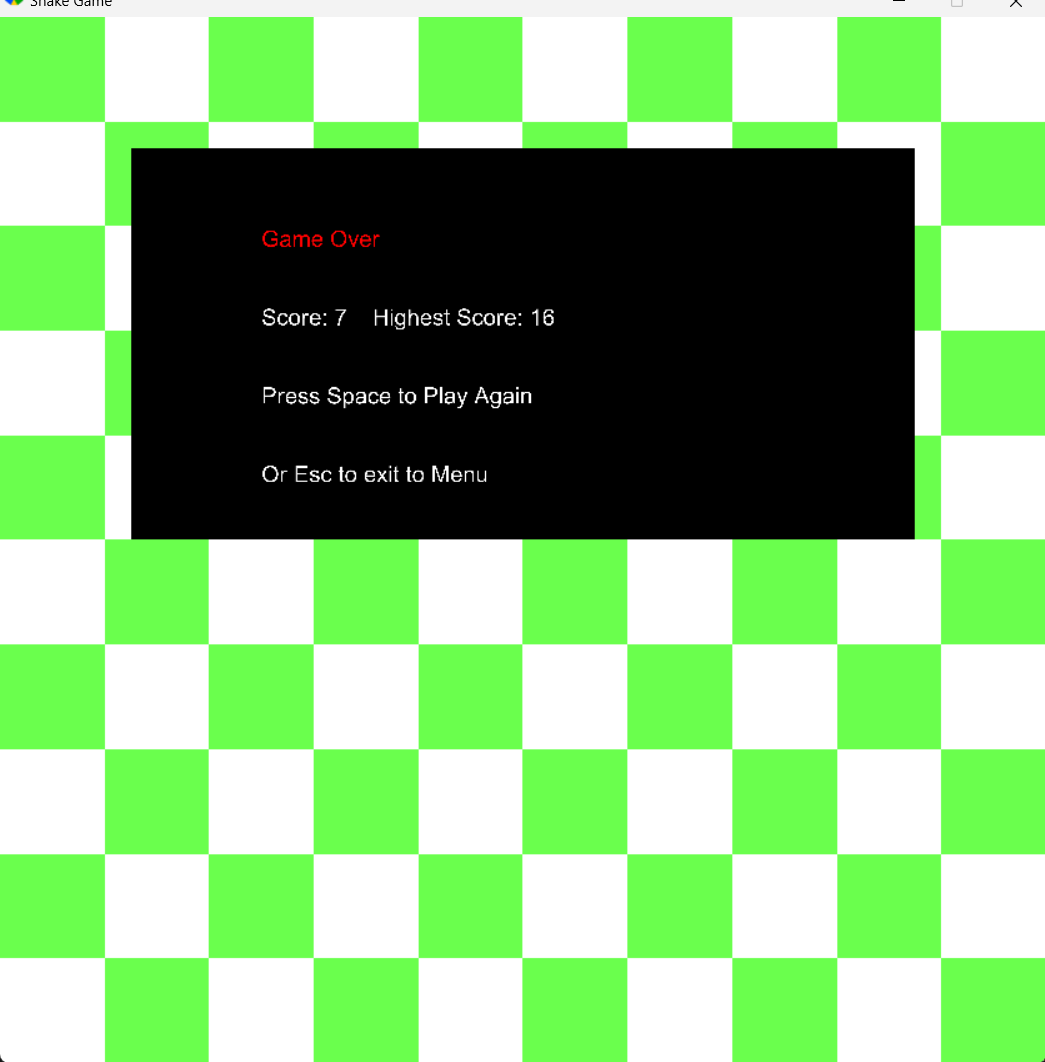 Snake Game
Game Over
Score: 7    Highest Score: 16
Press Space to Play Again
Or Esc to exit to Menu